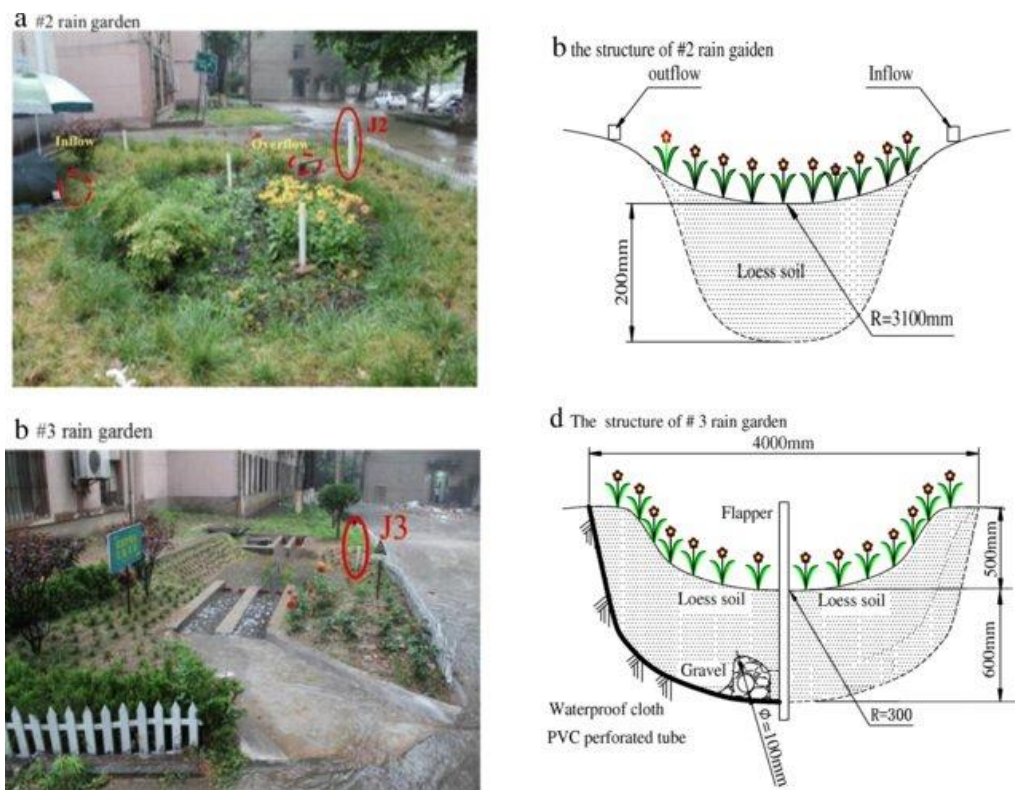 a #2 rain garden
Inflow
Overflow
J2
b the structure of #2 rain gaiden
outflow
Inflow
200mm
Loess soil
R=3100mm
b #3 rain garden
J3
d The structure of # 3 rain garden
4000mm
Flapper
500mm
Loess soil
Loess soil
600mm
Gravel
Waterproof cloth
PVC perforated tube
Φ=100mm
R=300